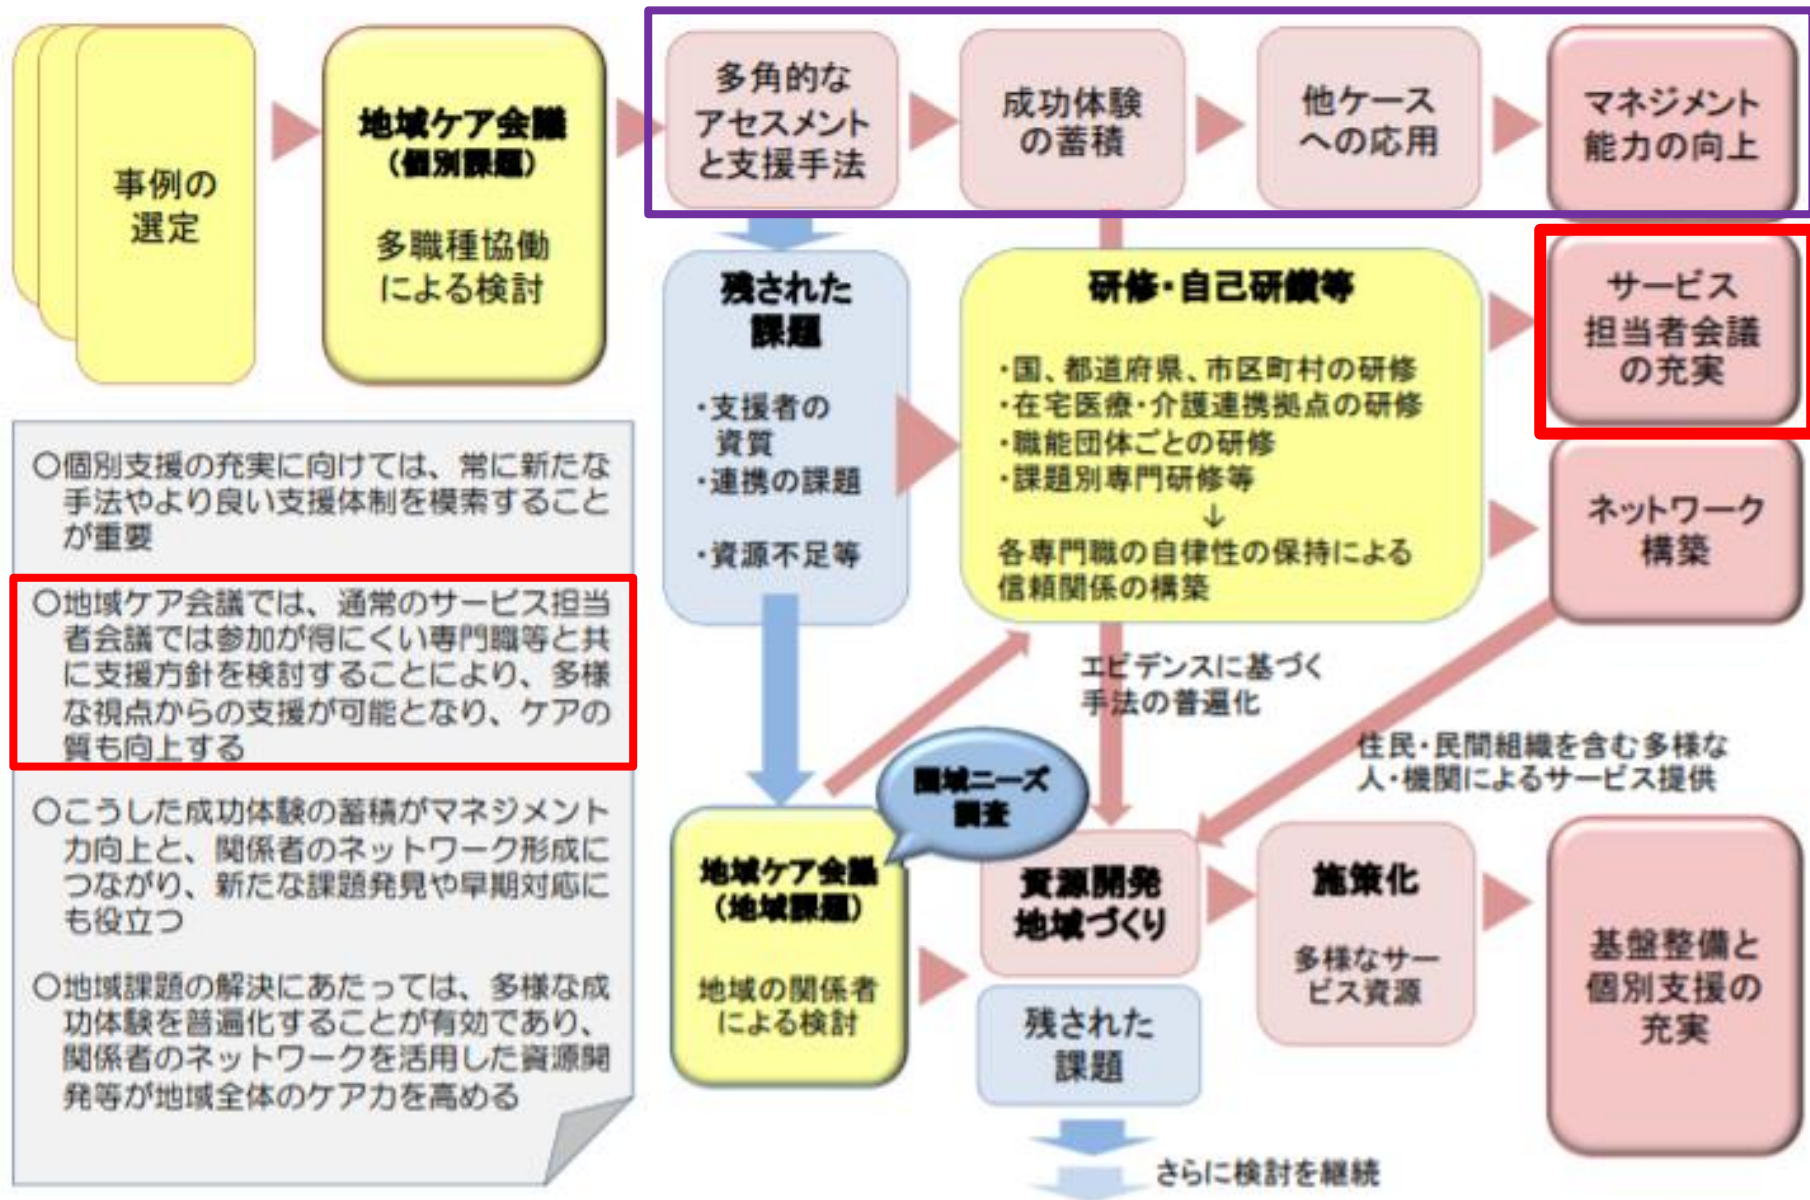 事例の
選定
地域ケア会議
(個別課題)
多職種協働
による検討
多角的な
アセスメント
と支援手法
成功体験
の蓄積
他ケース
への応用
マネジメント
能力の向上
残された
課題
・支援者の
資質
・連携の課題
・資源不足等
研修・自己研鑽等
・国、都道府県、市区町村の研修
・在宅医療・介護連携拠点の研修
・職能団体ごとの研修
・課題別専門研修等
↓
各専門職の自律性の保持による
信頼関係の構築
サービス
担当者会議
の充実
ネットワーク
構築
〇個別支援の充実に向けては、常に新たな
手法やより良い支援体制を模索すること
が重要
〇地域ケア会議では、通常のサービス担当
者会議では参加が得にくい専門職等と共
に支援方針を検討することにより、多様
な視点からの支援が可能となり、ケアの
質も向上する
〇こうした成功体験の蓄積がマネジメント
力向上と、関係者のネットワーク形成に
つながり、新たな課題発見や早期対応に
も役立つ
〇地域課題の解決にあたっては、多様な成
功体験を普遍化することが有効であり、
関係者のネットワークを活用した資源開
発等が地域全体のケア力を高める
エビデンスに基づく
手法の普遍化
住民・民間組織を含む多様な
人・機関によるサービス提供
圏域ニーズ
調査
地域ケア会議
(地域課題)
地域の関係者
による検討
資源開発
地域づくり
残された
課題
施策化
多様なサー
ビス資源
基盤整備と
個別支援の
充実
さらに検討を継続